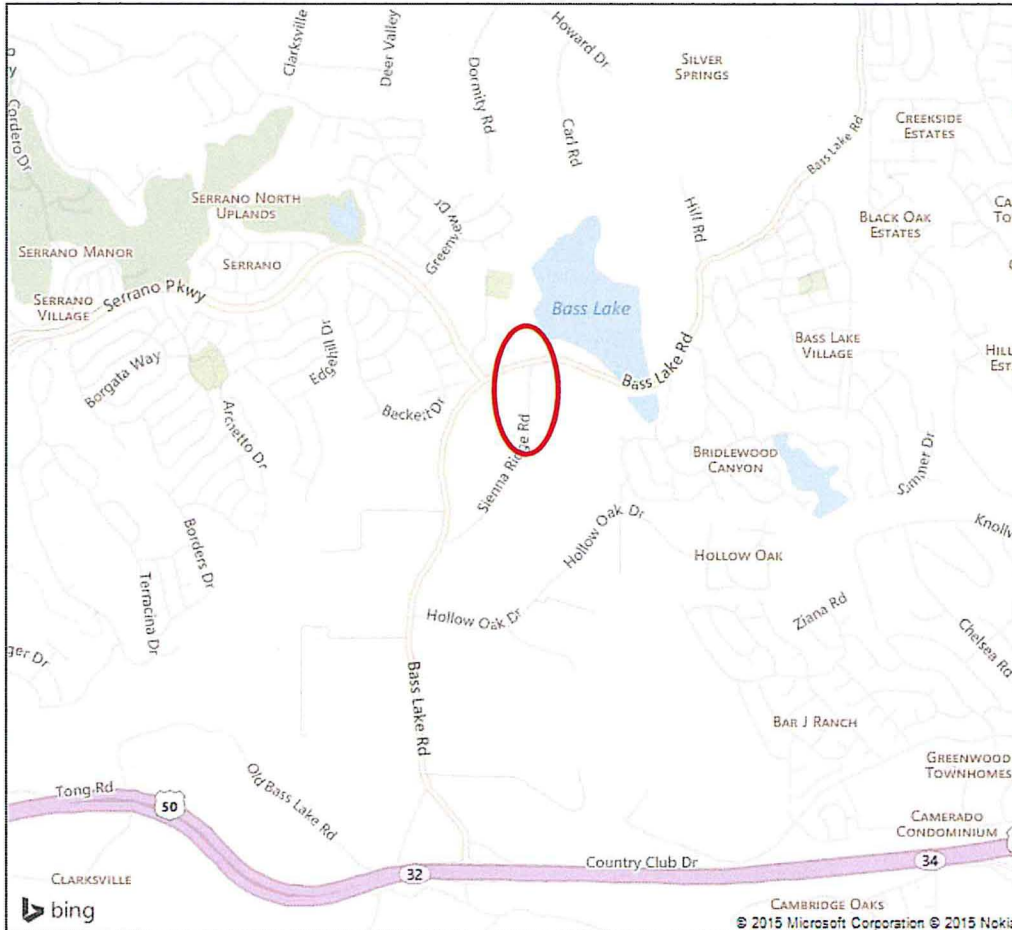 Clarksville
Deer Valley
Howard Dr
Dormity Rd
Carl Rd
SILVER
SPRINGS
Bass Lake Rd
CREEKSIDE
ESTATES
Cordero Dr
SERRANO NORTH
UPLANDS
Greenview Dr
Hill Rd
BLACK OAK
ESTATES
SERRANO MANOR
SERRANO
SERRANO
VILLAGE
Serrano Pkwy
Bass Lake
BASS LAKE
VILLAGE
Borgata Way
Edgehill Dr
Bass Lake Rd
Beckett Dr
Arcnetto Dr
Sienna Ridge Rd
BRIDLEWOOD
CANYON
Simmer Dr
Borders Dr
Hollow Oak Dr
HOLLOW OAK
Terracina Dr
Hollow Oak Dr
Ziana Rd
Chelsea Rd
ger Dr
Bass Lake Rd
BAR J RANCH
GREENWOOD
TOWNHOMES
Tong Rd
50
Old Bass Lake Rd
CAMERADO
CONDOMINIUM
32
Country Club Dr
34
CLARKSVILLE
CAMBRIDGE OAKS
bing
© 2015 Microsoft Corporation © 2015 Nokia